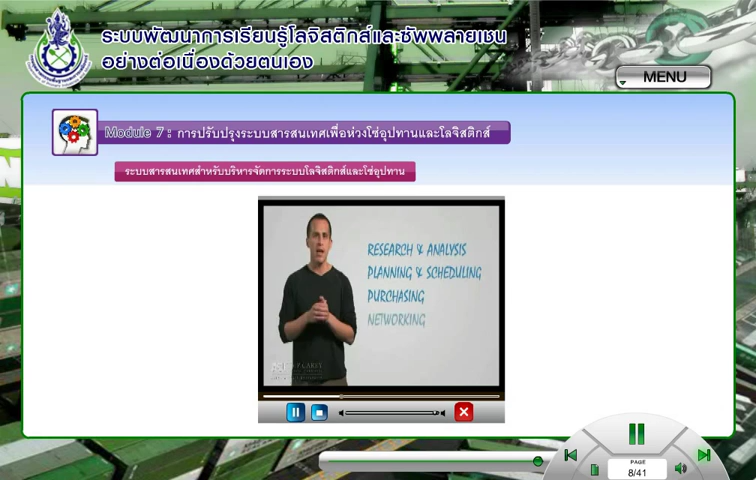 ระบบพัฒนาการเรียนรู้โลจิสติกส์และซัพพลายเชน
อย่างต่อเนื่องด้วยตนเอง
MENU
Module 7 : การปรับปรุงระบบสารสนเทศเพื่อห่วงโซ่อุปทานและโลจิสติกส์
ระบบสารสนเทศสำหรับบริหารจัดการระบบโลจิสติกส์และโซ่อุปทาน
RESEARCH & ANALYSIS
PLANNING & SCHEDULING
PURCHASING
NETWORKING
PAGE
8/41